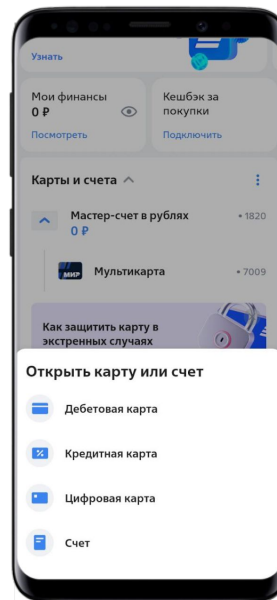 Узнать
Мои финансы
0 ₽
Посмотреть
Кешбэк за
покупки
Подключить
Карты и счета
Мастер-счет в рублях
• 1820
0 ₽
МИР
Мультикарта
• 7009
Как защитить карту в
экстренных случаях
Открыть карту или счет
Дебетовая карта
%
Кредитная карта
Цифровая карта
Счет